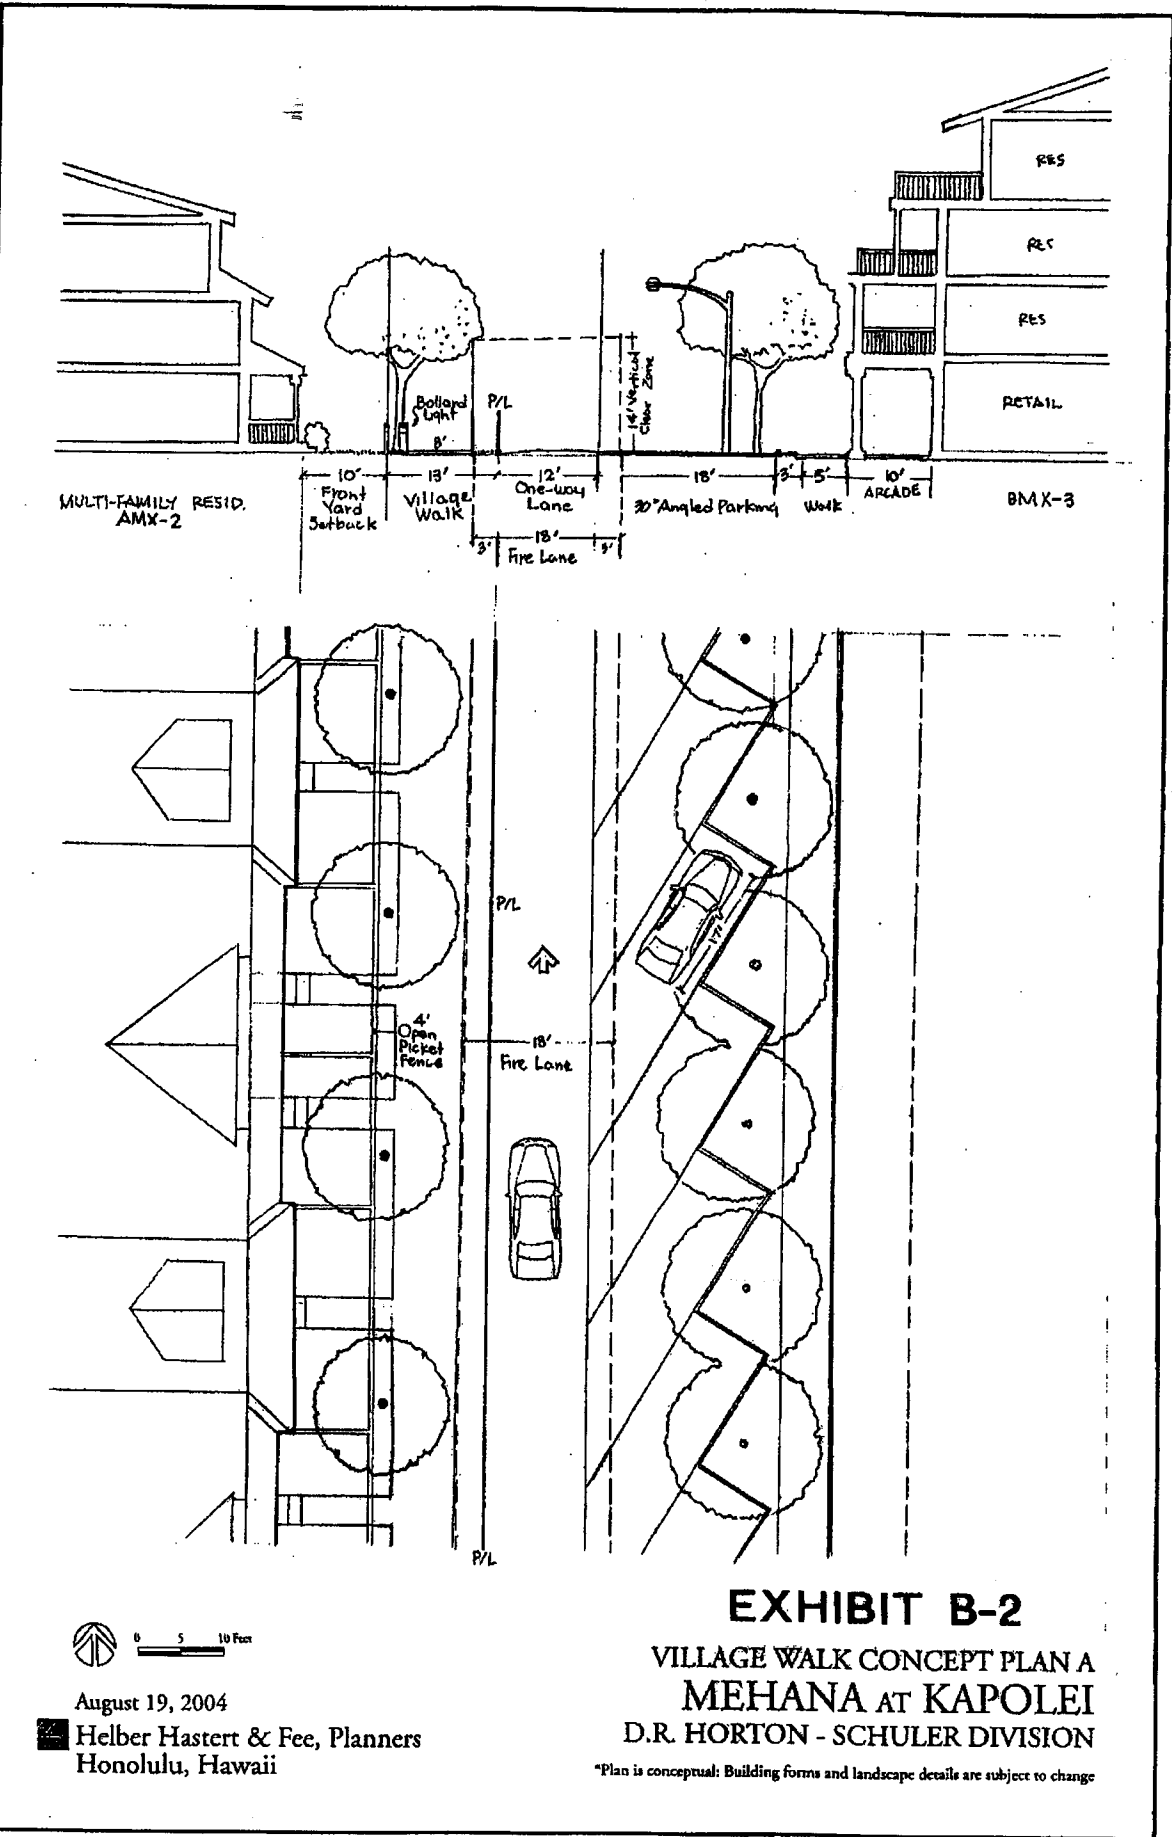 RES
RES
RES
RETAIL
Bollard
Light
8'
P/L
14' Vertical
Clear Zone
10'
Front
Yard
Setback
13'
Village
Walk
12'
One-way
Lane
18'
30° Angled Parking
3'
5'
Walk
10'
ARCADE
MULTI-FAMILY RESID.
AMX-2
BMX-3
3'
18'
3'
Fire Lane
P/L
17'
4'
Open
Picket
Fence
18'
Fire Lane
P/L
EXHIBIT B-2
0 5 10 Feet
VILLAGE WALK CONCEPT PLAN A
MEHANA AT KAPOLEI
D.R. HORTON - SCHULER DIVISION
*Plan is conceptual: Building forms and landscape details are subject to change
August 19, 2004
Helber Hastert & Fee, Planners
Honolulu, Hawaii